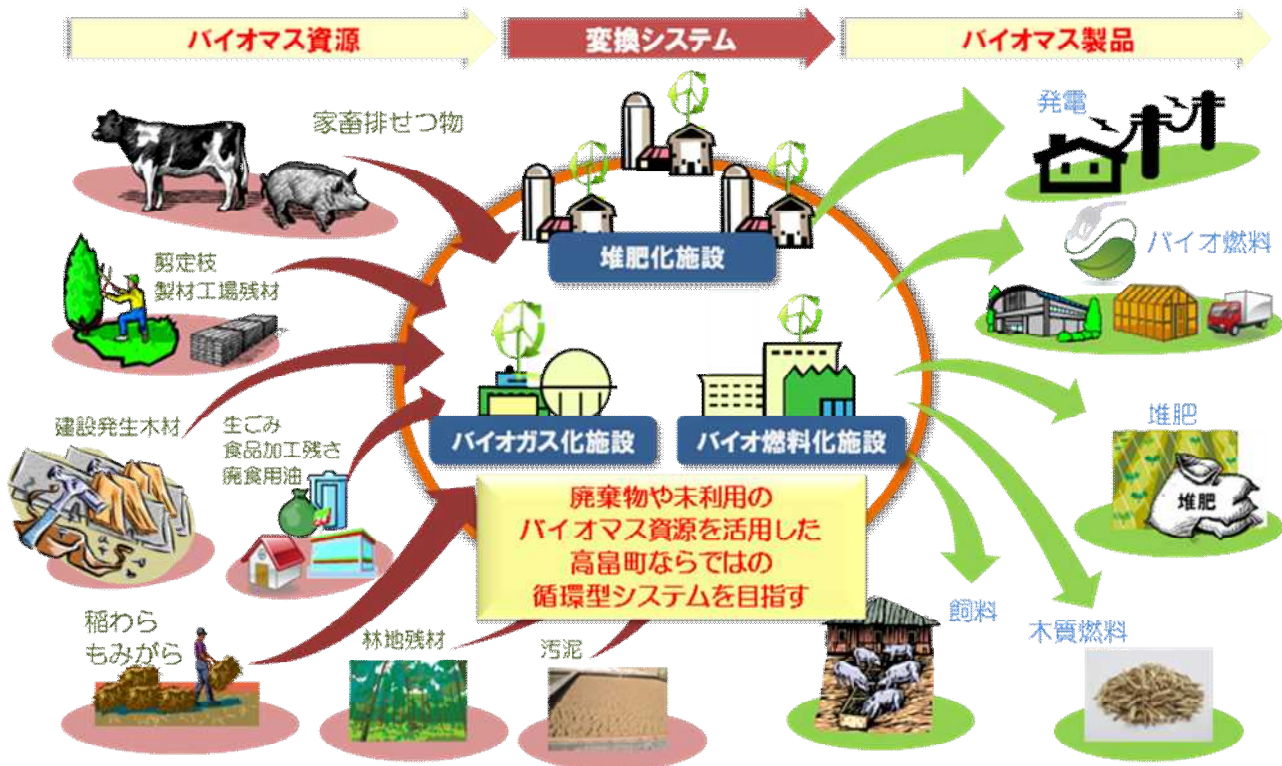 バイオマス資源
変換システム
バイオマス製品
家畜排せつ物
剪定枝
製材工場残材
建設発生木材
生ごみ
食品加工残さ
廃食用油
稲わら
もみがら
林地残材
汚泥
堆肥化施設
バイオガス化施設
バイオ燃料化施設
廃棄物や未利用の
バイオマス資源を活用した
高畠町ならではの
循環型システムを目指す
発電
バイオ燃料
堆肥
堆肥
飼料
木質燃料